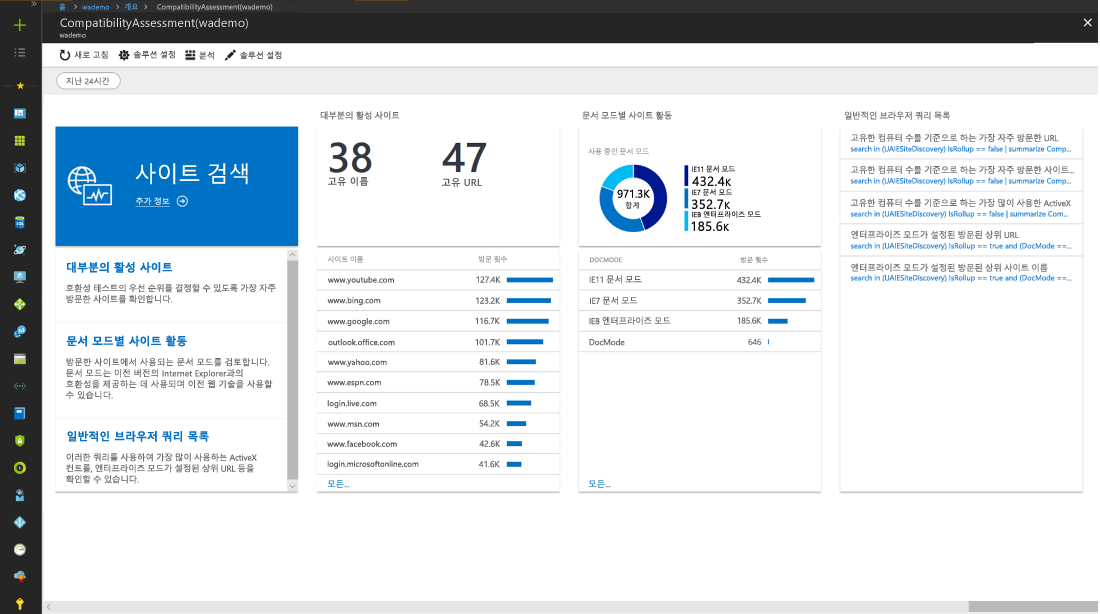 홈 > wademo > 개요 > CompatibilityAssessment(wademo)
CompatibilityAssessment(wademo)
wademo
새로 고침 솔루션 설정 분석 솔루션 설정
지난 24시간
사이트 검색
추가 정보
대부분의 활성 사이트
호환성 테스트의 우선 순위를 결정할 수 있도록 가장 자주
방문한 사이트를 확인합니다.
문서 모드별 사이트 활동
방문한 사이트에서 사용되는 문서 모드를 검토합니다.
문서 모드는 이전 버전의 Internet Explorer과의
호환성을 제공하는 데 사용되며 이전 웹 기술을 사용할
수 있습니다.
일반적인 브라우저 쿼리 목록
이러한 쿼리를 사용하여 가장 많이 사용하는 ActiveX
컨트롤, 엔터프라이즈 모드가 설정된 상위 URL 등을
확인할 수 있습니다.
대부분의 활성 사이트
38 47
고유 이름 고유 URL
사이트 이름 방문 횟수
www.youtube.com 127.4K
www.bing.com 123.2K
www.google.com 116.7K
outlook.office.com 101.7K
www.yahoo.com 81.6K
www.espn.com 78.5K
login.live.com 68.5K
www.msn.com 54.2K
www.facebook.com 42.6K
login.microsoftonline.com 41.6K
모든...
문서 모드별 사이트 활동
사용 중인 문서 모드
971.3K
합계
IE11 문서 모드
432.4K
IE7 문서 모드
352.7K
IE8 엔터프라이즈 모드
185.6K
DOCMODE 방문 횟수
IE11 문서 모드 432.4K
IE7 문서 모드 352.7K
IE8 엔터프라이즈 모드 185.6K
DocMode 646
모든...
일반적인 브라우저 쿼리 목록
고유한 컴퓨터 수를 기준으로 하는 가장 자주 방문한 URL
search in (UAIESiteDiscovery) IsRollup == false | summarize Comp...
고유한 컴퓨터 수를 기준으로 하는 가장 자주 방문한 사이트...
search in (UAIESiteDiscovery) IsRollup == false | summarize Comp...
고유한 컴퓨터 수를 기준으로 하는 가장 많이 사용한 ActiveX
search in (UAIESiteDiscovery) IsRollup == false | summarize Com...
엔터프라이즈 모드가 설정된 방문된 상위 URL
search in (UAIESiteDiscovery) IsRollup == true and (DocMode ==...
엔터프라이즈 모드가 설정된 방문된 상위 사이트 이름
search in (UAIESiteDiscovery) IsRollup == true and (DocMode ==...